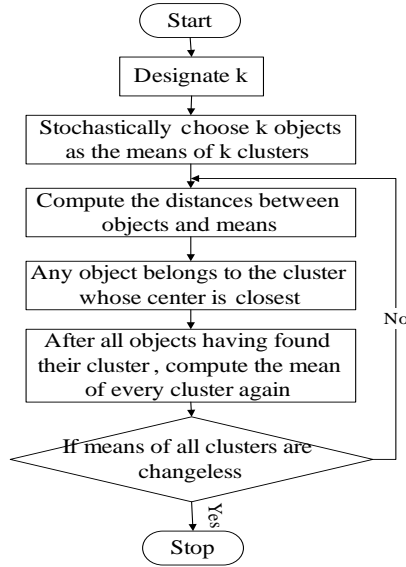 Start
Designate k
Stochastically choose k objects
as the means of k clusters
Compute the distances between
objects and means
Any object belongs to the cluster
whose center is closest
No
After all objects having found
their cluster , compute the mean
of every cluster again
If means of all clusters are
changeless
Yes
Stop